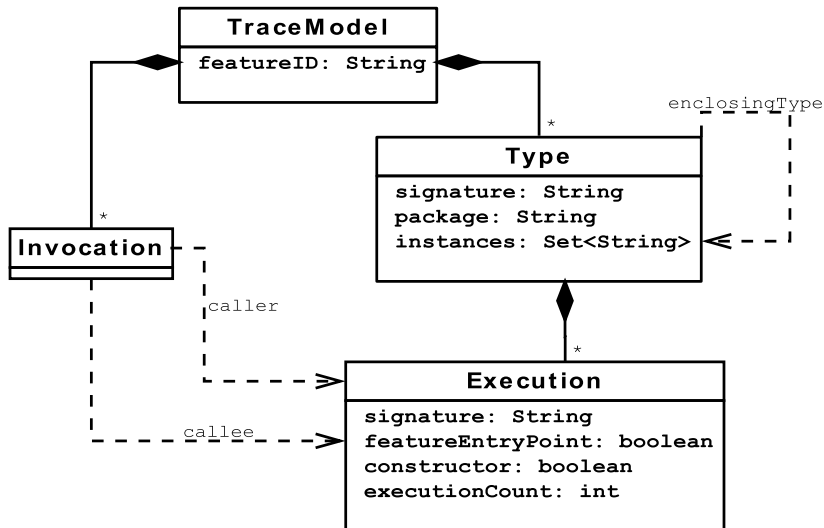 TraceModel
featureID: String
enclosingType
*
Type
signature: String
package: String
instances: Set<String>
*
Invocation
caller
*
Execution
signature: String
featureEntryPoint: boolean
constructor: boolean
executionCount: int
callee